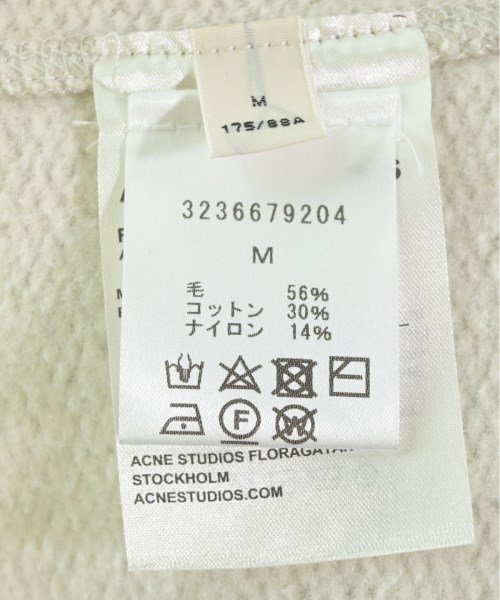 M
175/88A
3236679204
M
毛 56%
コットン 30%
ナイロン 14%
F
W
ACNE STUDIOS
STOCKHOLM
ACNESTUDIOS.COM